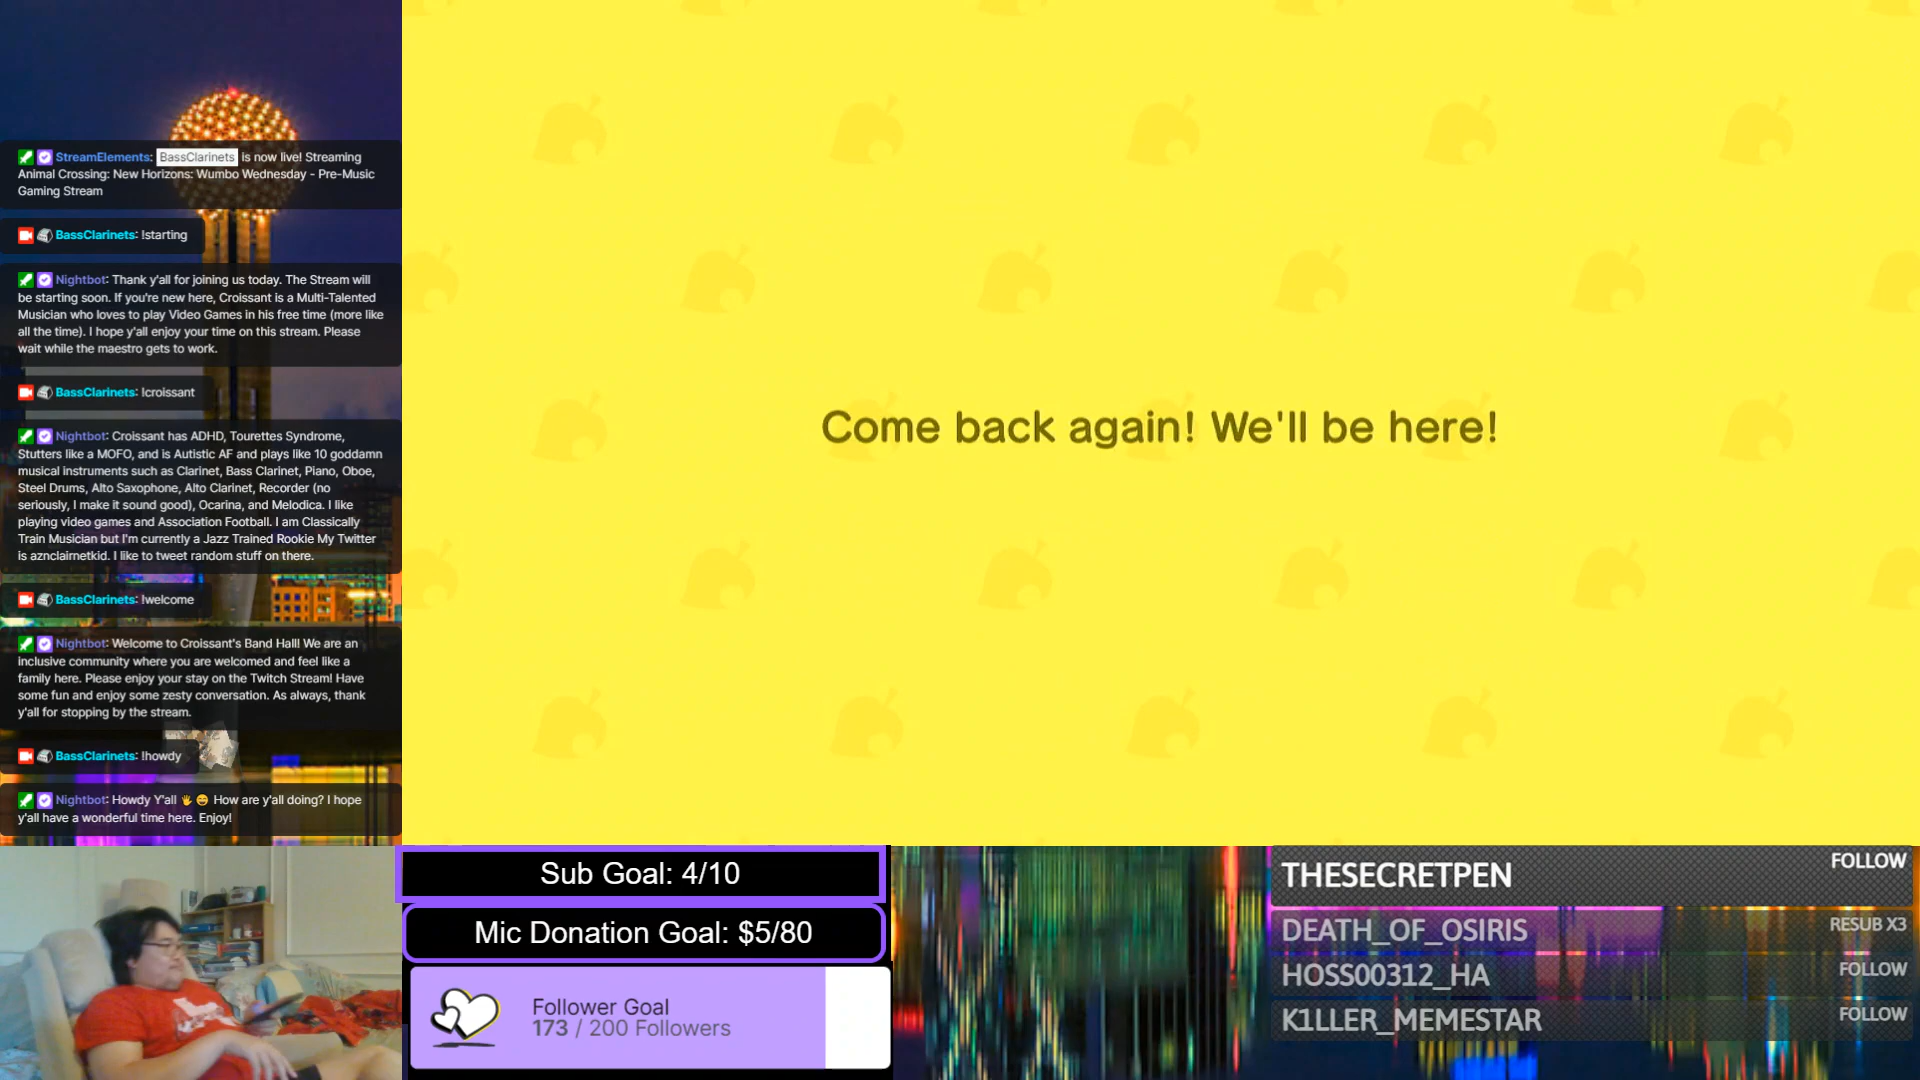 StreamElements: BassClarinets is now live! Streaming
Animal Crossing: New Horizons: Wumbo Wednesday - Pre-Music
Gaming Stream
BassClarinets: !starting
Nightbot: Thank y'all for joining us today. The Stream will
be starting soon. If you're new here, Croissant is a Multi-Talented
Musician who loves to play Video Games in his free time (more like
all the time). I hope y'all enjoy your time on this stream. Please
wait while the maestro gets to work.
BassClarinets: !croissant
Nightbot: Croissant has ADHD, Tourettes Syndrome,
Stutters like a MOFO, and is Autistic AF and plays like 10 goddamn
musical instruments such as Clarinet, Bass Clarinet, Piano, Oboe,
Steel Drums, Alto Saxophone, Alto Clarinet, Recorder (no
seriously, I make it sound good), Ocarina, and Melodica. I like
playing video games and Association Football. I am Classically
Train Musician but I'm currently a Jazz Trained Rookie My Twitter
is aznclairnetkid. I like to tweet random stuff on there.
BassClarinets: !welcome
Nightbot: Welcome to Croissant's Band Hall! We are an
inclusive community where you are welcomed and feel like a
family here. Please enjoy your stay on the Twitch Stream! Have
some fun and enjoy some zesty conversation. As always, thank
y'all for stopping by the stream.
BassClarinets: !howdy
Nightbot: Howdy Y'all 🖐 😄 How are y'all doing? I hope
y'all have a wonderful time here. Enjoy!
Come back again! We'll be here!
Sub Goal: 4/10
Mic Donation Goal: $5/80
Follower Goal
173 / 200 Followers
THESECRETPEN FOLLOW
DEATH_OF_OSIRIS RESUB X3
HOSS00312_HA FOLLOW
K1LLER_MEMESTAR FOLLOW